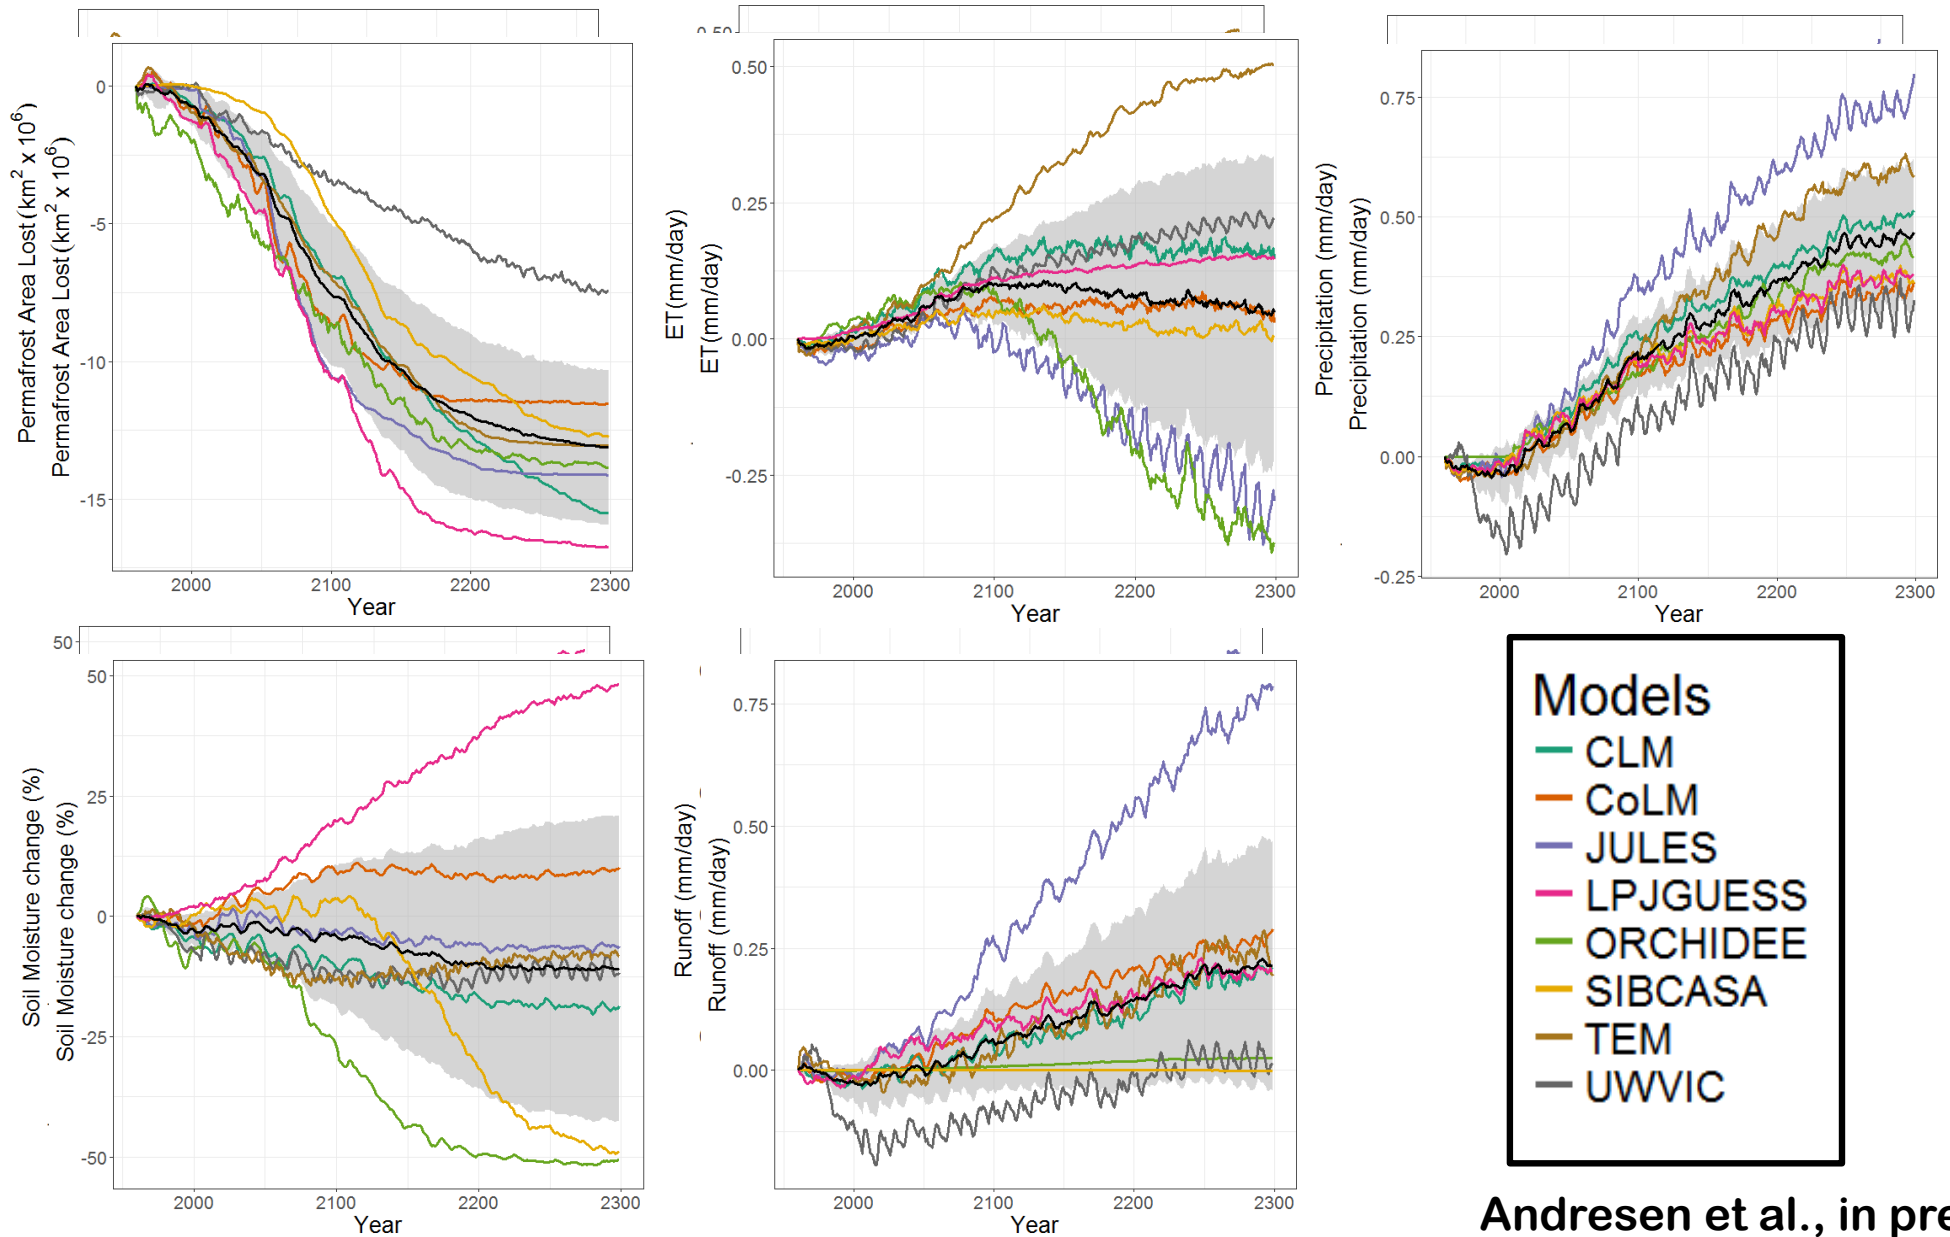 Permafrost Area Lost (km² x 10⁶)
Permafrost Area Lost (km² x 10⁶)
0
-5
-10
-15
2000 2100 2200 2300
Year
ET(mm/day)
ET(mm/day)
0.50
0.25
0.00
-0.25
2000 2100 2200 2300
Year
Precipitation (mm/day)
Precipitation (mm/day)
0.75
0.50
0.25
0.00
-0.25
2000 2100 2200 2300
Year
Soil Moisture change (%)
Soil Moisture change (%)
50
50
25
0
-25
-50
2000 2100 2200 2300
Year
Runoff (mm/day)
Runoff (mm/day)
0.75
0.50
0.25
0.00
2000 2100 2200 2300
Year
Models
CLM
CoLM
JULES
LPJGUESS
ORCHIDEE
SIBCASA
TEM
UWVIC
Andresen et al., in pre